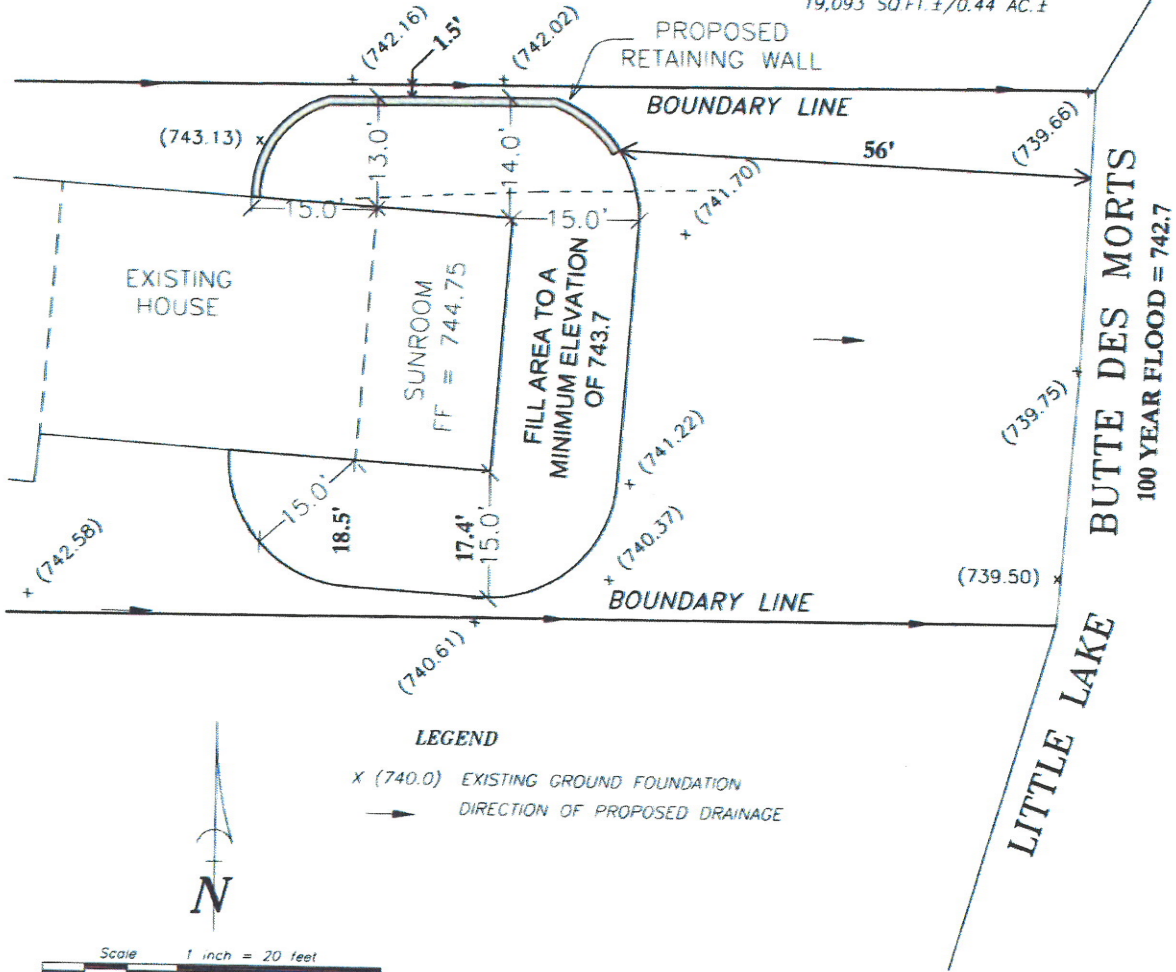 19,093 SQ.FT.±/0.44 AC.±
PROPOSED
RETAINING WALL
(742.16)
1.5'
(742.02)
BOUNDARY LINE
(739.66)
(743.13)
13.0'
14.0'
56'
(741.70)
15.0'
15.0'
EXISTING
HOUSE
SUNROOM
FF = 744.75
FILL AREA TO A
MINIMUM ELEVATION
OF 743.7
(739.75)
(741.22)
15.0'
18.5'
17.4'
15.0'
(740.37)
(742.58)
(739.50)
BOUNDARY LINE
(740.61)
LITTLE LAKE BUTTE DES MORTS
100 YEAR FLOOD = 742.7
LEGEND
X (740.0) EXISTING GROUND FOUNDATION
DIRECTION OF PROPOSED DRAINAGE
N
Scale 1 inch = 20 feet